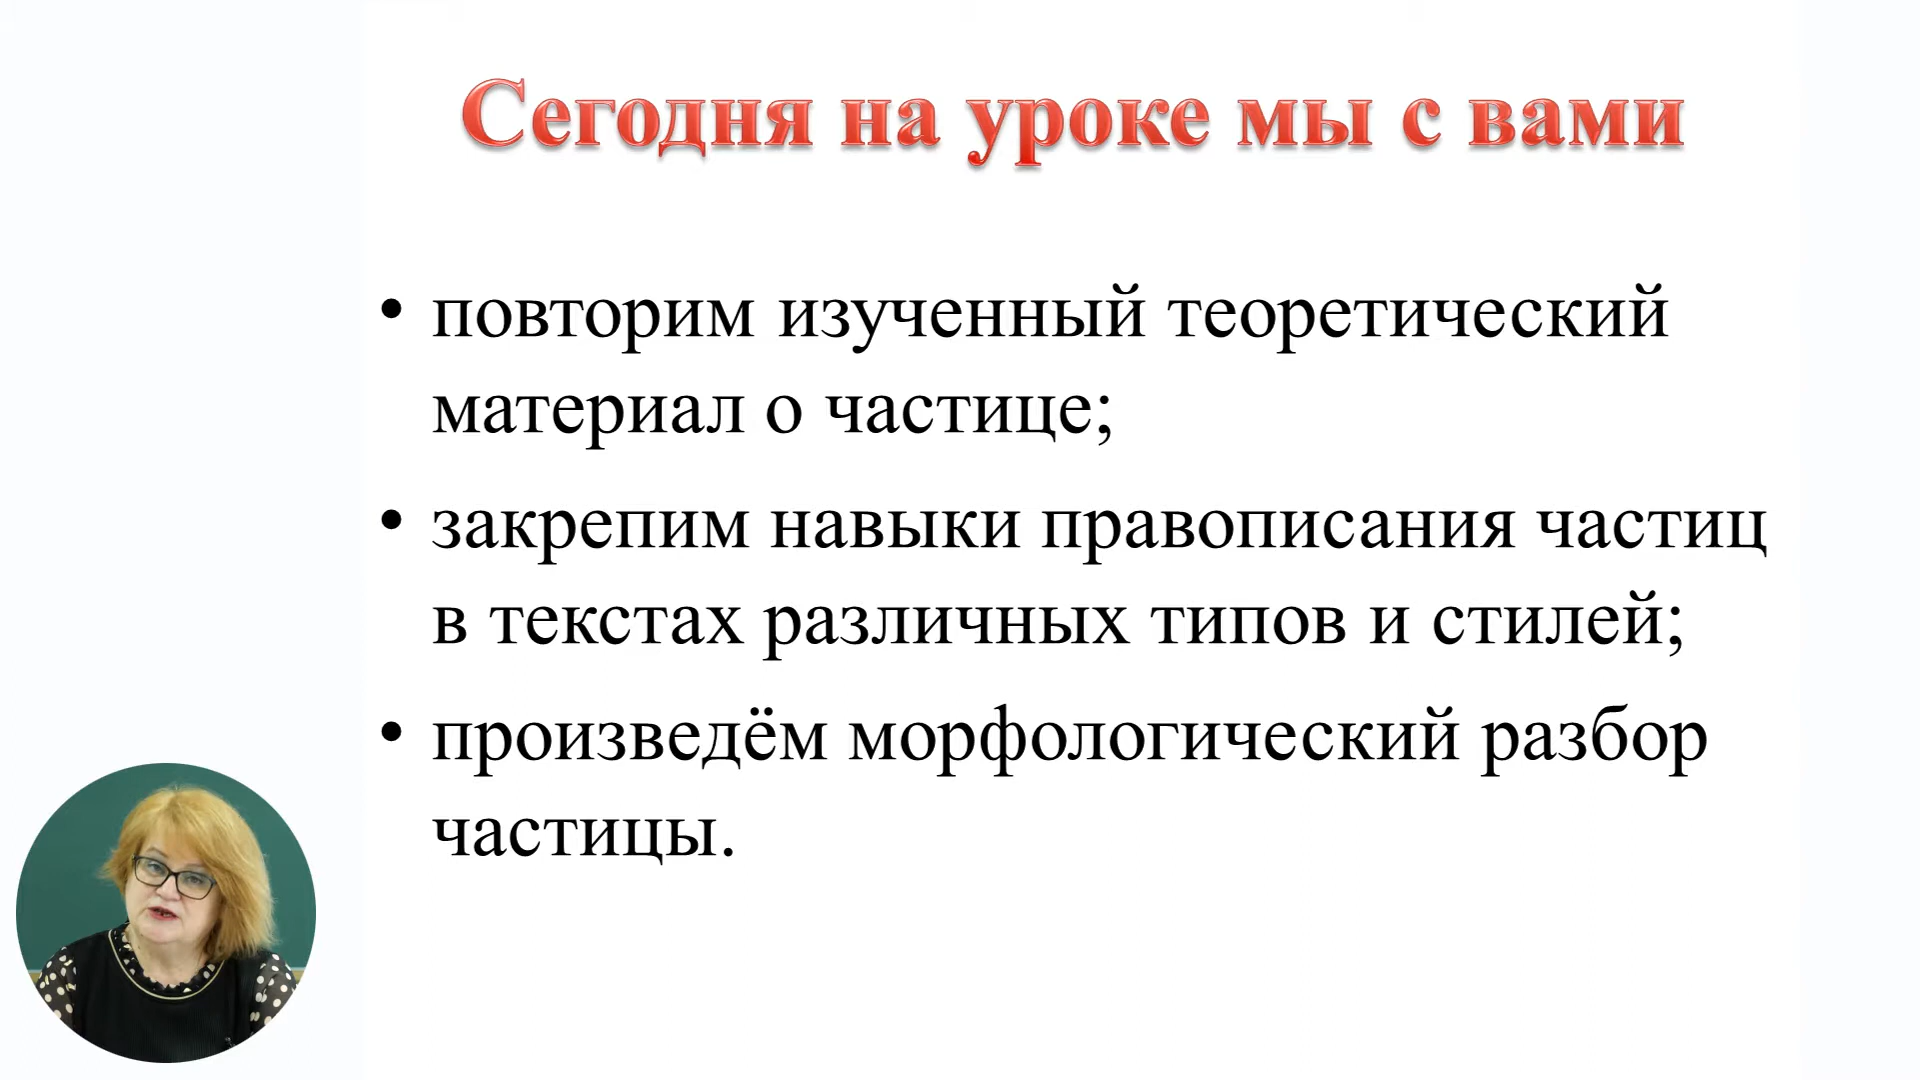 Сегодня на уроке мы с вами
• повторим изученный теоретический
материал о частице;
• закрепим навыки правописания частиц
в текстах различных типов и стилей;
• произведём морфологический разбор
частицы.